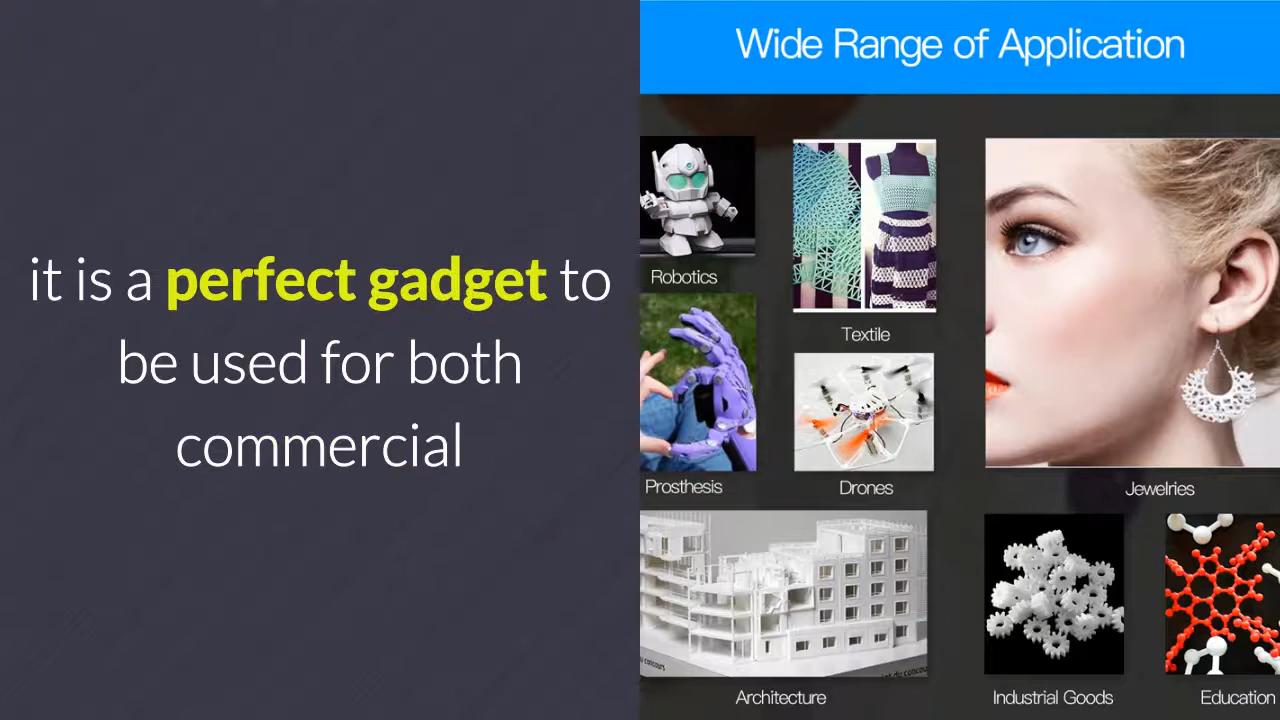 it is a perfect gadget to
be used for both
commercial
Wide Range of Application
Robotics
Textile
Prosthesis
Drones
Jewelries
Architecture
Industrial Goods
Education